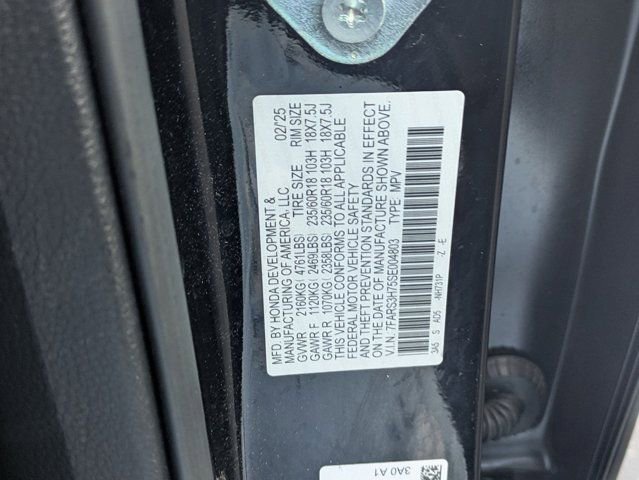 MFD. BY HONDA DEVELOPMENT &
MANUFACTURING OF AMERICA, LLC 02/'25
GVWR 2160KG( 4761LBS) TIRE SIZE RIM SIZE
GAWR F 1120KG( 2469LBS) 235/60R18 103H 18X7.5J
GAWR R 1070KG( 2358LBS) 235/60R18 103H 18X7.5J
THIS VEHICLE CONFORMS TO ALL APPLICABLE
FEDERAL MOTOR VEHICLE SAFETY
AND THEFT PREVENTION STANDARDS IN EFFECT
ON THE DATE OF MANUFACTURE SHOWN ABOVE.
V.I.N: 7FARS3H75SE004803 TYPE: MPV
3A6 S AD5 -NH731P -Z -E
3A0 A1